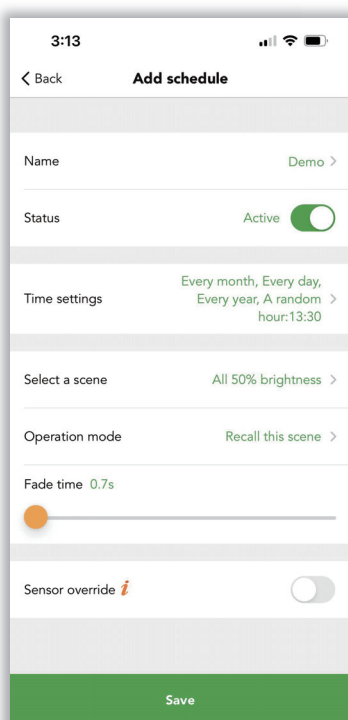 3:13
Back Add schedule
Name Demo
Status Active
Time settings Every month, Every day,
Every year, A random
hour:13:30
Select a scene All 50% brightness
Operation mode Recall this scene
Fade time 0.7s
Sensor override i
Save